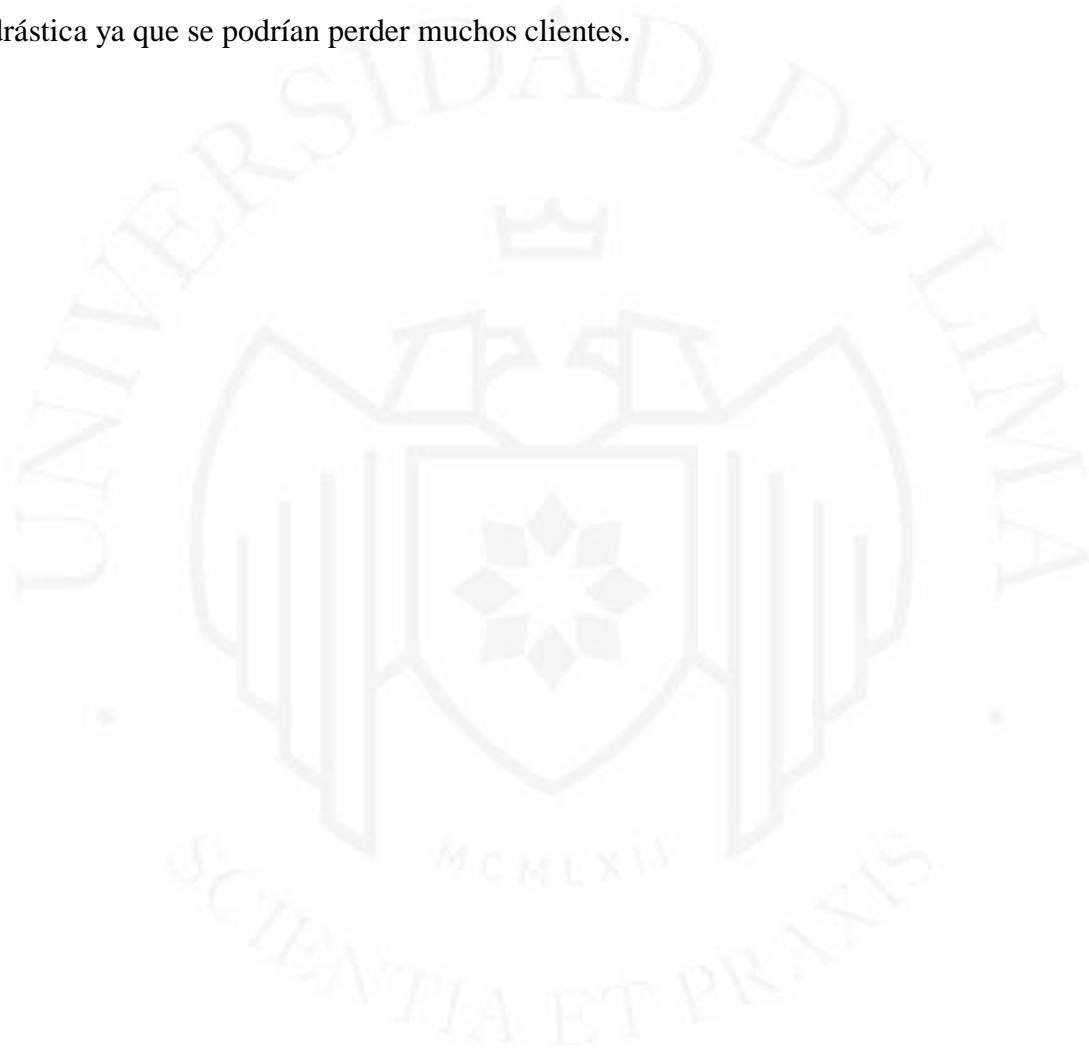 drástica ya que se podrían perder muchos clientes.
UNIVERSIDAD DE LIMA
MCMLXII
SCIENTIA ET PRAXIS